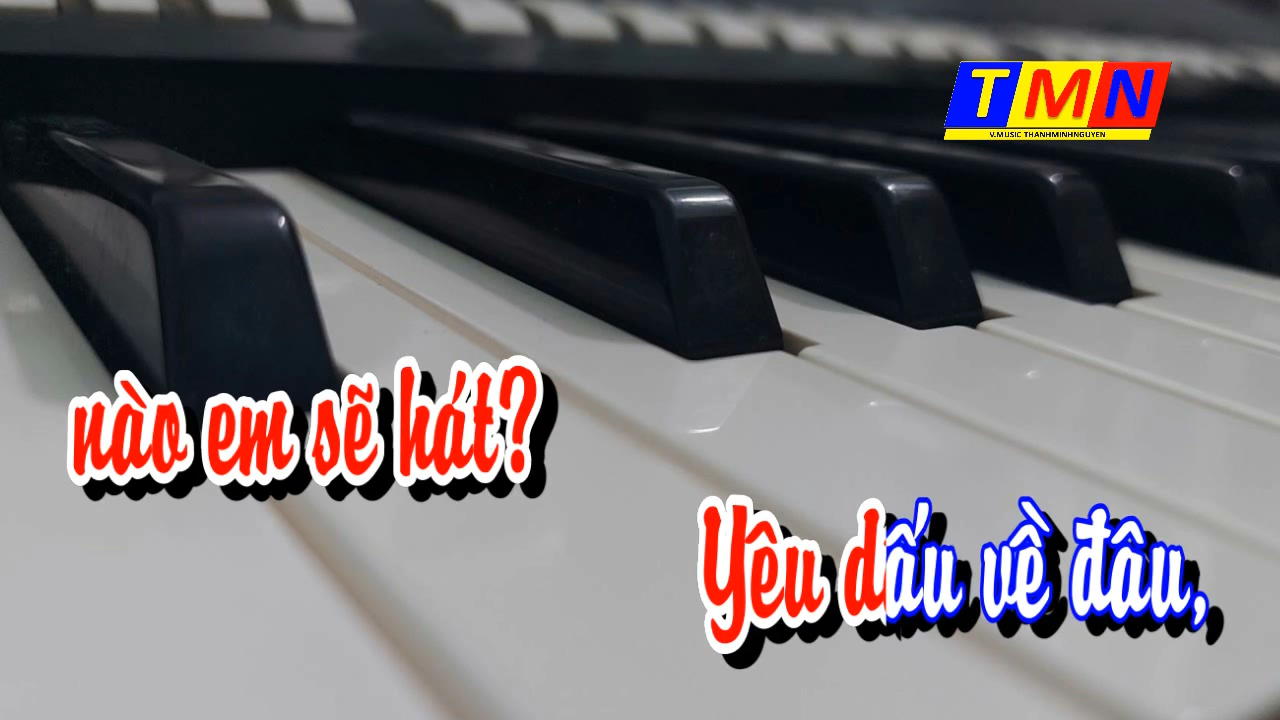 TMN
V.MUSIC THANHMINHNGUYEN
nào em sẽ hát?
Yêu dấu về đâu,